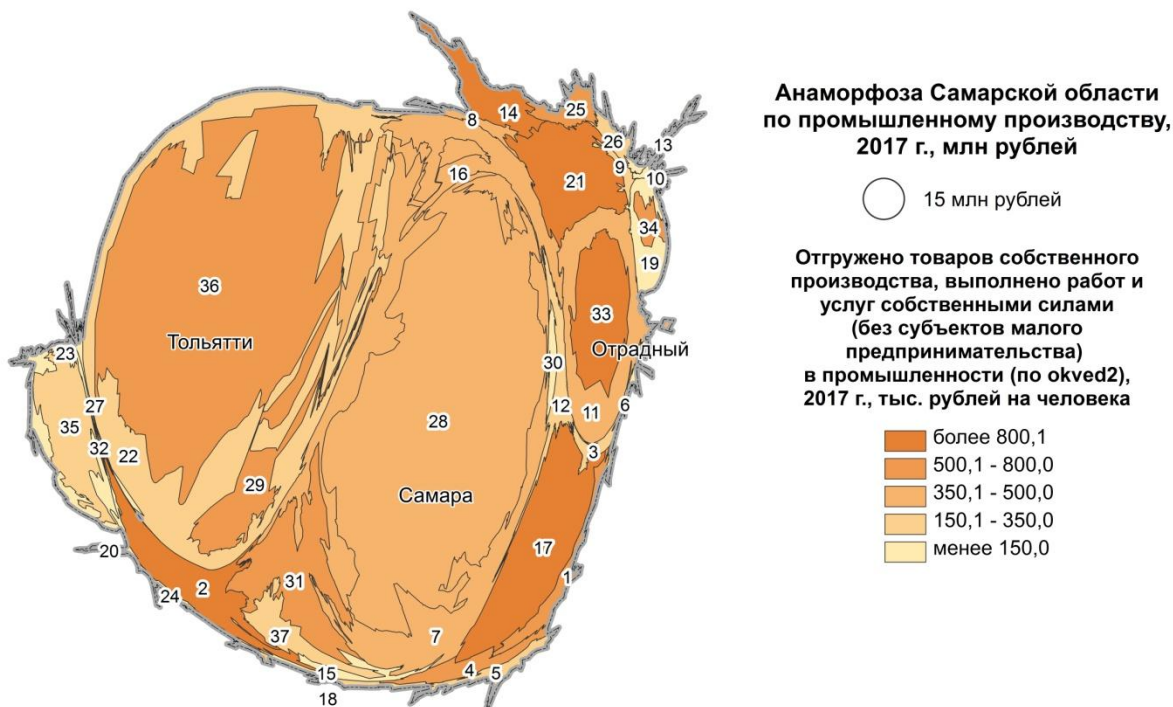 Анаморфоза Самарской области
по промышленному производству,
2017 г., млн рублей
15 млн рублей
Отгружено товаров собственного
производства, выполнено работ и
услуг собственными силами
(без субъектов малого
предпринимательства)
в промышленности (по okved2),
2017 г., тыс. рублей на человека
более 800,1
500,1 - 800,0
350,1 - 500,0
150,1 - 350,0
менее 150,0
14
25
8
26
13
9
10
16
21
34
19
36
33
Тольятти
Отрадный
23
30
27
12
11
6
35
28
32
22
3
29
Самара
17
20
2
31
1
24
37
7
15
4
5
18